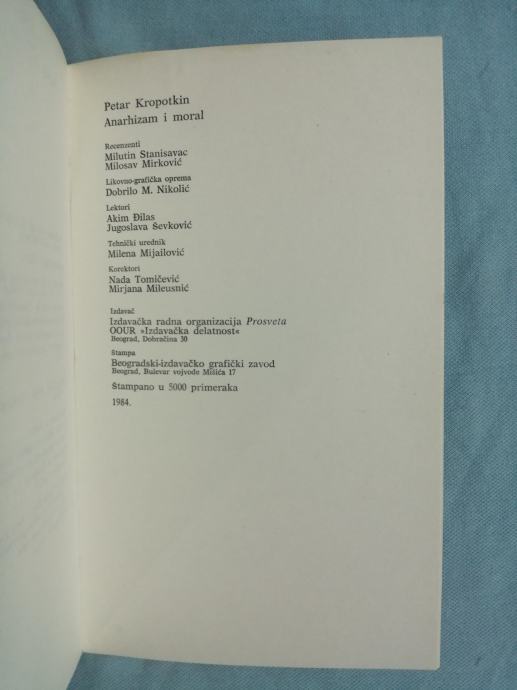 Petar Kropotkin
Anarhizam i moral
Recenzenti
Milutin Stanisavac
Milosav Mirković
Likovno-grafička oprema
Dobrilo M. Nikolić
Lektori
Akim Đilas
Jugoslava Ševković
Tehnički urednik
Milena Mijailović
Korektori
Nada Tomičević
Mirjana Mileusnić
Izdavač
Izdavačka radna organizacija Prosveta
OOUR »Izdavačka delatnost«
Beograd, Dobračina 30
Štampa
Beogradski-izdavačko grafički zavod
Beograd, Bulevar vojvode Mišića 17
Štampano u 5000 primeraka
1984.